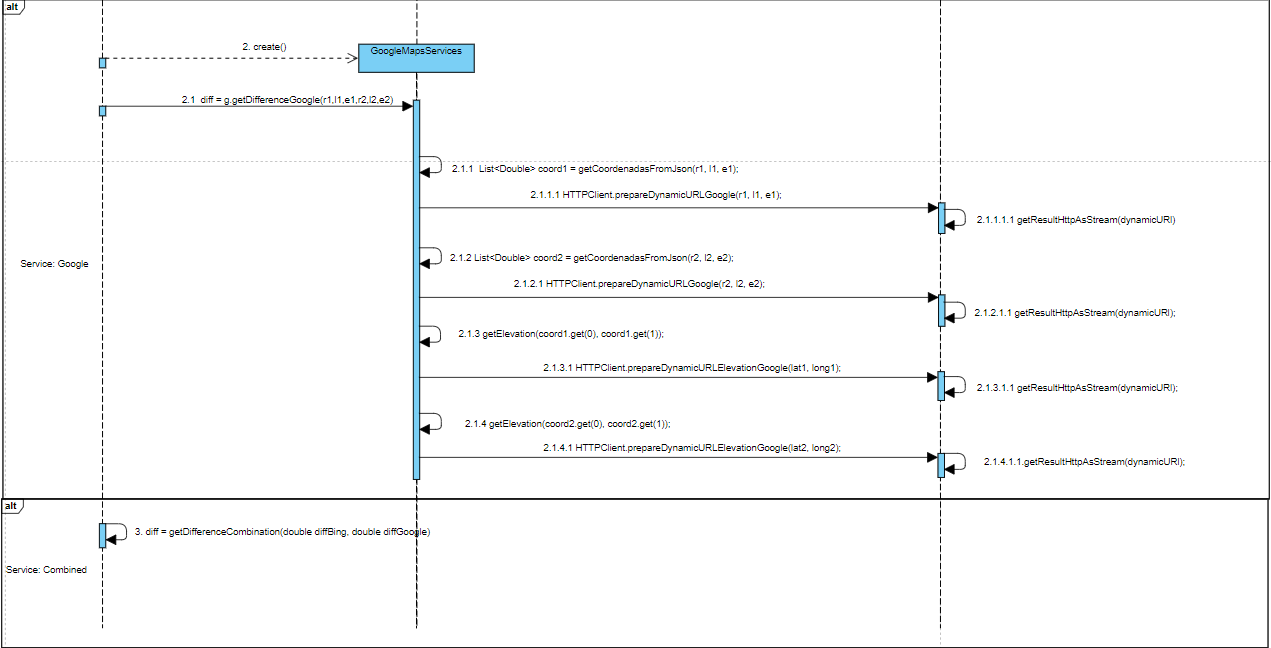 alt
2. create()
GoogleMapsServices
2.1 diff = g.getDifferenceGoogle(r1,l1,e1,r2,l2,e2)
2.1.1 List<Double> coord1 = getCoordenadasFromJson(r1, l1, e1);
2.1.1.1 HTTPClient.prepareDynamicURLGoogle(r1, l1, e1);
2.1.1.1.1 getResultHttpAsStream(dynamicURI)
2.1.2 List<Double> coord2 = getCoordenadasFromJson(r2, l2, e2);
Service: Google
2.1.2.1 HTTPClient.prepareDynamicURLGoogle(r2, l2, e2);
2.1.2.1.1 getResultHttpAsStream(dynamicURI);
2.1.3 getElevation(coord1.get(0), coord1.get(1));
2.1.3.1 HTTPClient.prepareDynamicURLElevationGoogle(lat1, long1);
2.1.3.1.1 getResultHttpAsStream(dynamicURI);
2.1.4 getElevation(coord2.get(0), coord2.get(1));
2.1.4.1 HTTPClient.prepareDynamicURLElevationGoogle(lat2, long2);
2.1.4.1.1.getResultHttpAsStream(dynamicURI);
alt
3. diff = getDifferenceCombination(double diffBing, double diffGoogle)
Service: Combined